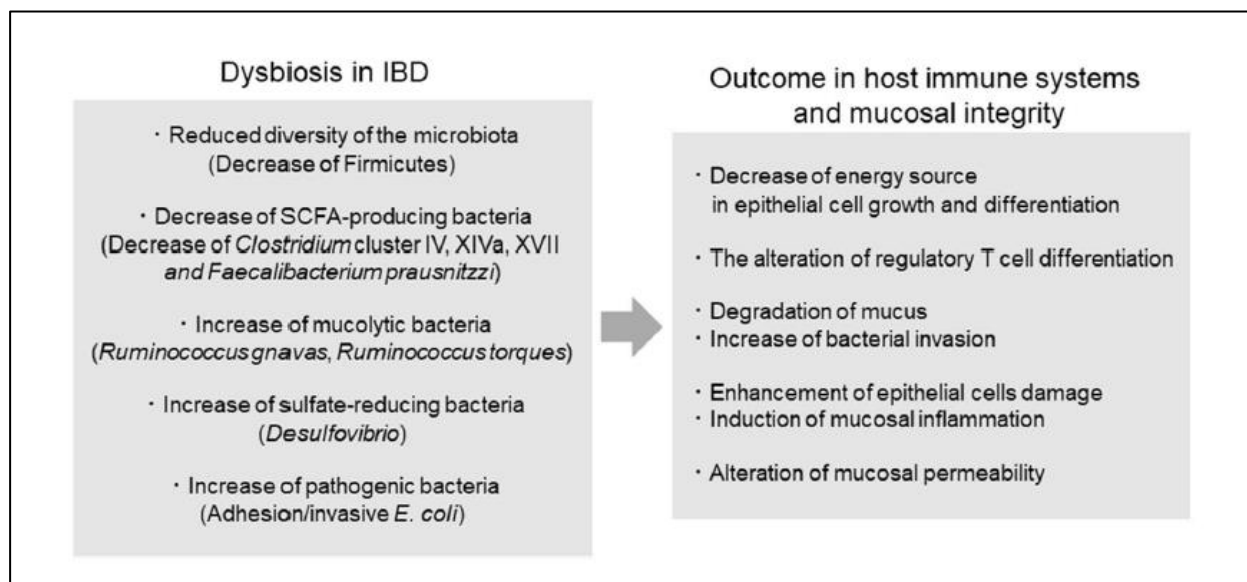 Dysbiosis in IBD
・Reduced diversity of the microbiota
(Decrease of Firmicutes)
・Decrease of SCFA-producing bacteria
(Decrease of Clostridium cluster IV, XIVa, XVII
and Faecalibacterium prausnitzzi)
・Increase of mucolytic bacteria
(Ruminococcus gnavas, Ruminococcus torques)
・Increase of sulfate-reducing bacteria
(Desulfovibrio)
・Increase of pathogenic bacteria
(Adhesion/invasive E. coli)
Outcome in host immune systems
and mucosal integrity
・Decrease of energy source
in epithelial cell growth and differentiation
・The alteration of regulatory T cell differentiation
・Degradation of mucus
・Increase of bacterial invasion
・Enhancement of epithelial cells damage
・Induction of mucosal inflammation
・Alteration of mucosal permeability